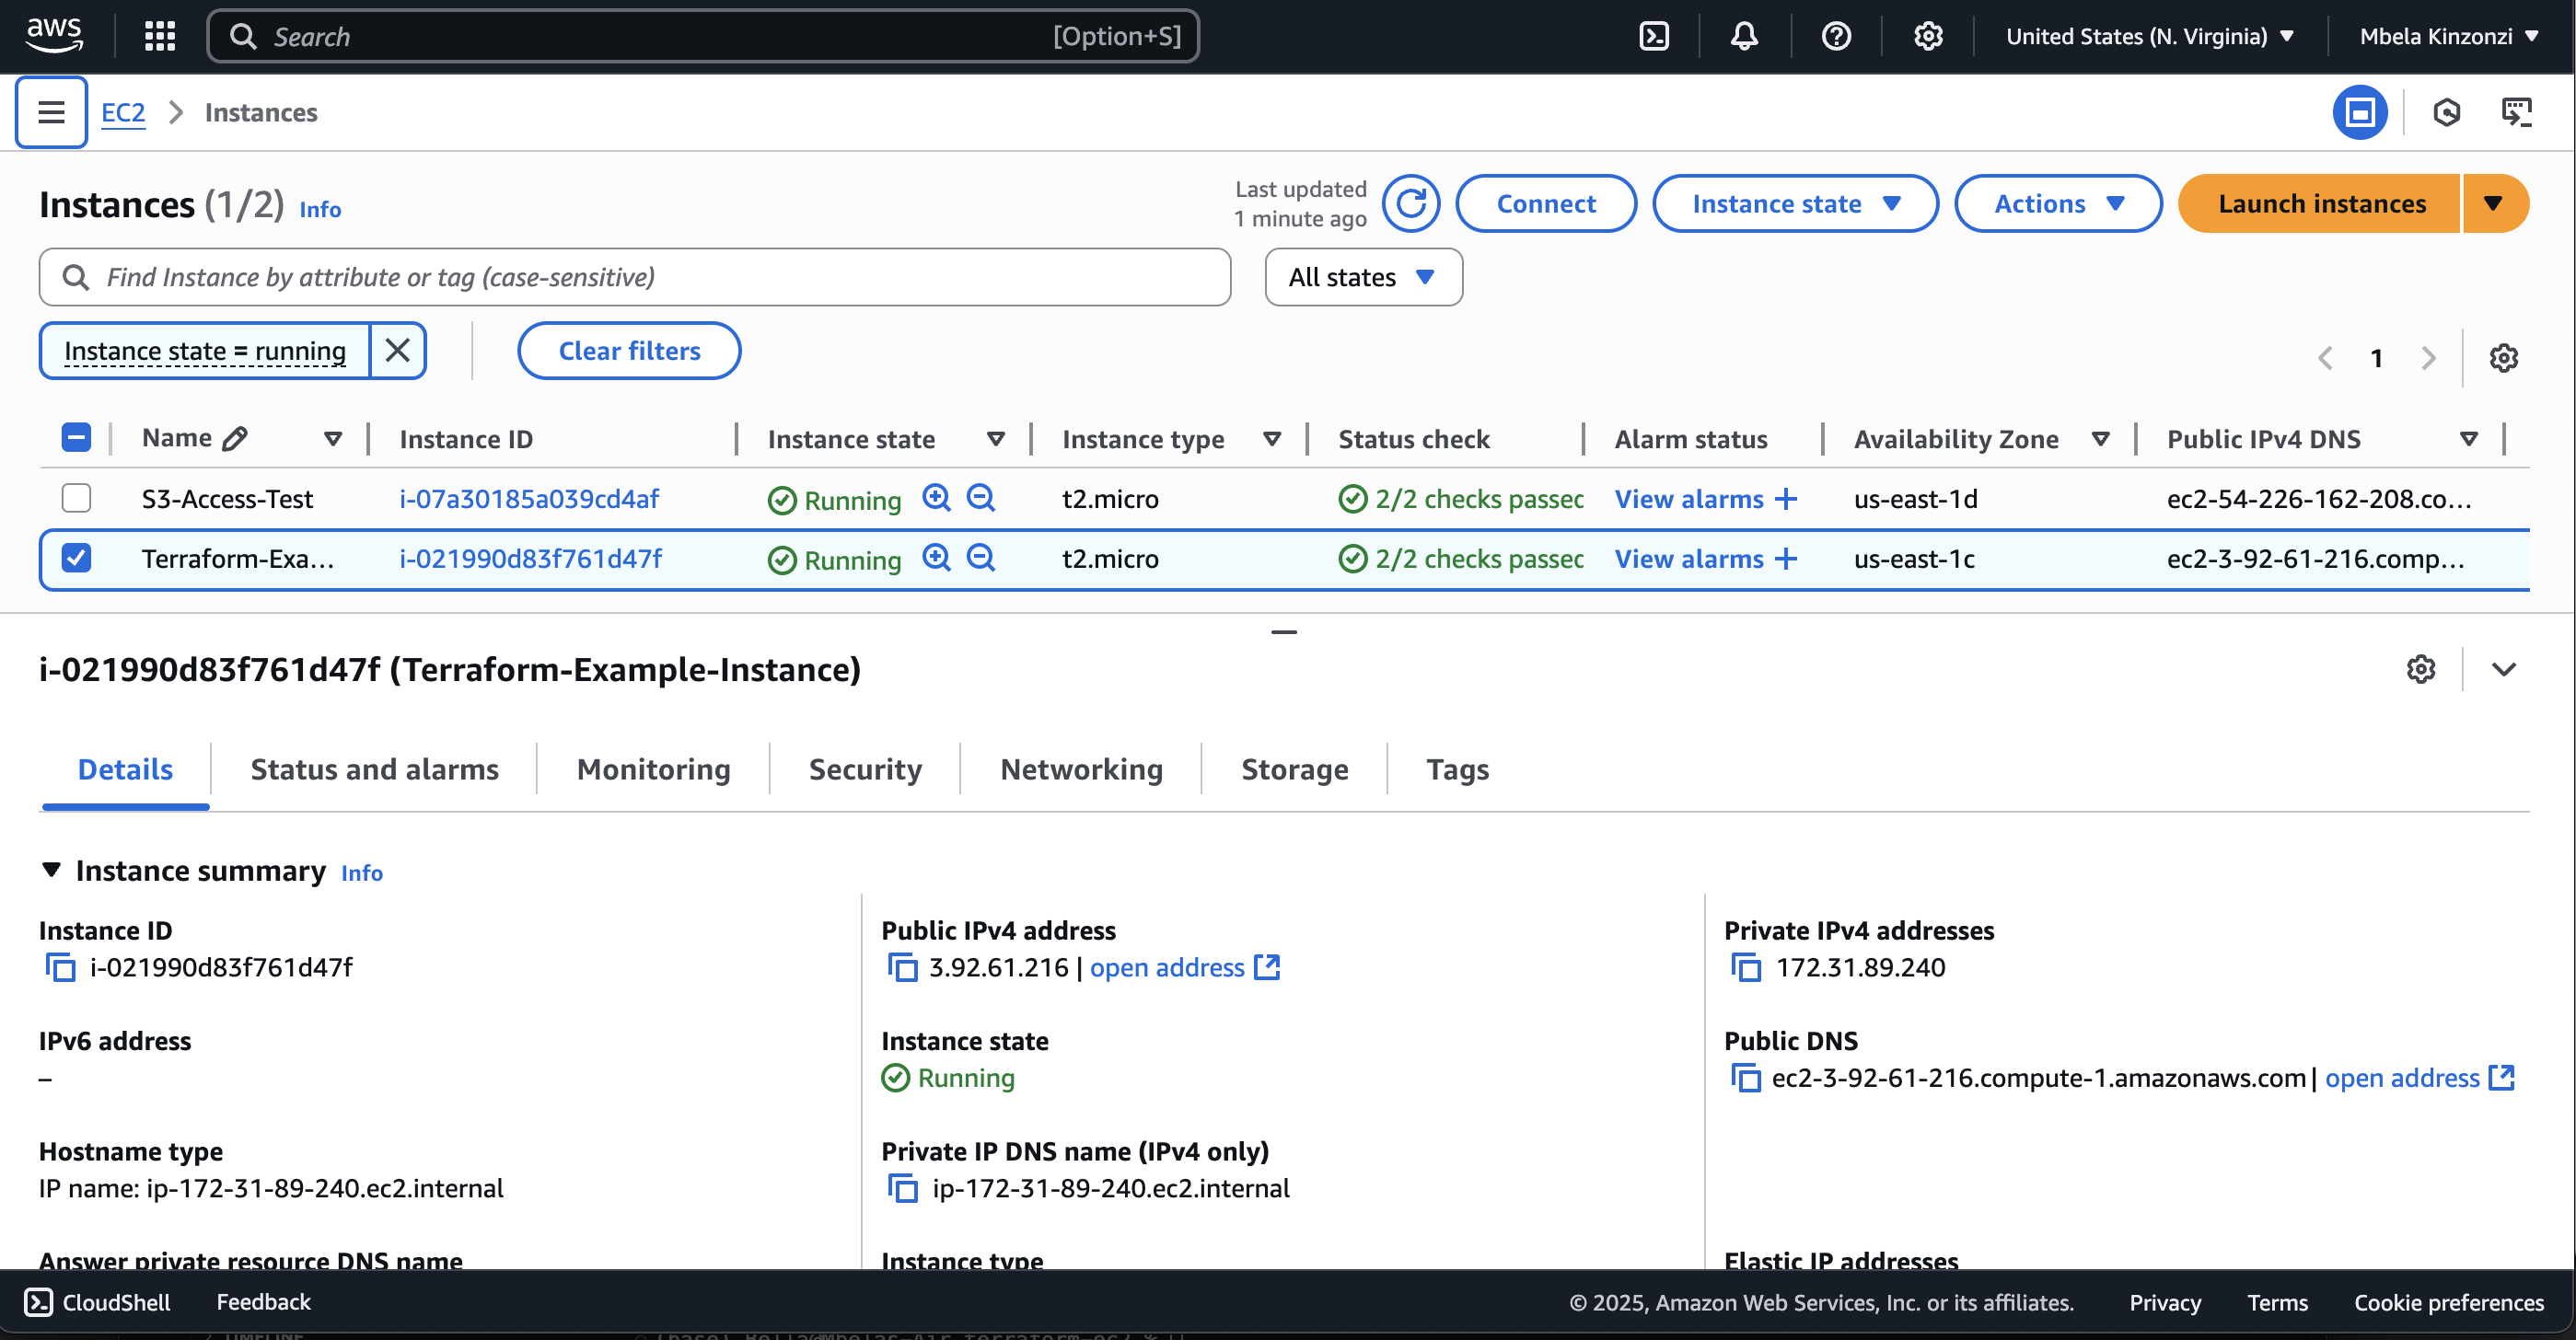 aws
Search [Option+S] United States (N. Virginia) Mbela Kinzonzi
EC2 Instances
Instances (1/2) Info
Last updated
1 minute ago
Connect Instance state Actions Launch instances
Find Instance by attribute or tag (case-sensitive) All states
Instance state = running Clear filters 1
Name Instance ID Instance state Instance type Status check Alarm status Availability Zone Public IPv4 DNS
S3-Access-Test i-07a30185a039cd4af Running t2.micro 2/2 checks passec View alarms + us-east-1d ec2-54-226-162-208.co...
Terraform-Exa... i-021990d83f761d47f Running t2.micro 2/2 checks passec View alarms + us-east-1c ec2-3-92-61-216.comp...
i-021990d83f761d47f (Terraform-Example-Instance)
Details Status and alarms Monitoring Security Networking Storage Tags
Instance summary Info
Instance ID
i-021990d83f761d47f
Public IPv4 address
3.92.61.216 | open address
Private IPv4 addresses
172.31.89.240
IPv6 address
–
Instance state
Running
Public DNS
ec2-3-92-61-216.compute-1.amazonaws.com | open address
Hostname type
IP name: ip-172-31-89-240.ec2.internal
Private IP DNS name (IPv4 only)
ip-172-31-89-240.ec2.internal
Answer private resource DNS name
Instance type
Elastic IP addresses
CloudShell Feedback © 2025, Amazon Web Services, Inc. or its affiliates. Privacy Terms Cookie preferences